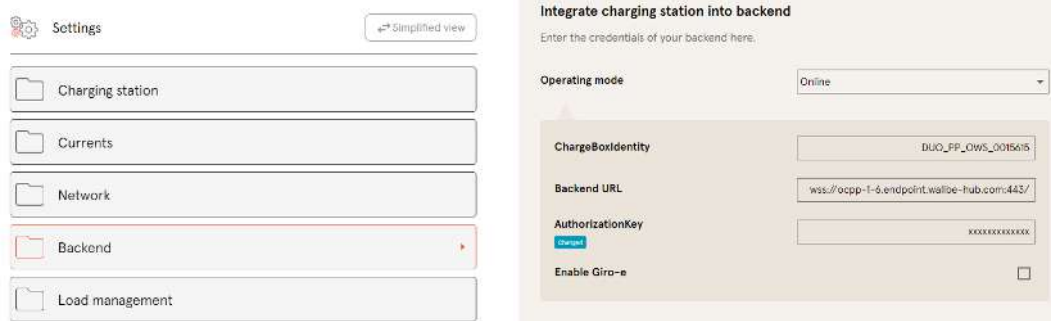 Settings
Simplified view
Charging station
Currents
Network
Backend
Load management
Integrate charging station into backend
Enter the credentials of your backend here.
Operating mode
Online
ChargeBoxIdentity
DUO_PP_OWS_0015615
Backend URL
wss://ocpp-1-6.endpoint.wallbe-hub.com:443/
AuthorizationKey
xxxxxxxxxxxxx
Changed
Enable Giro-e